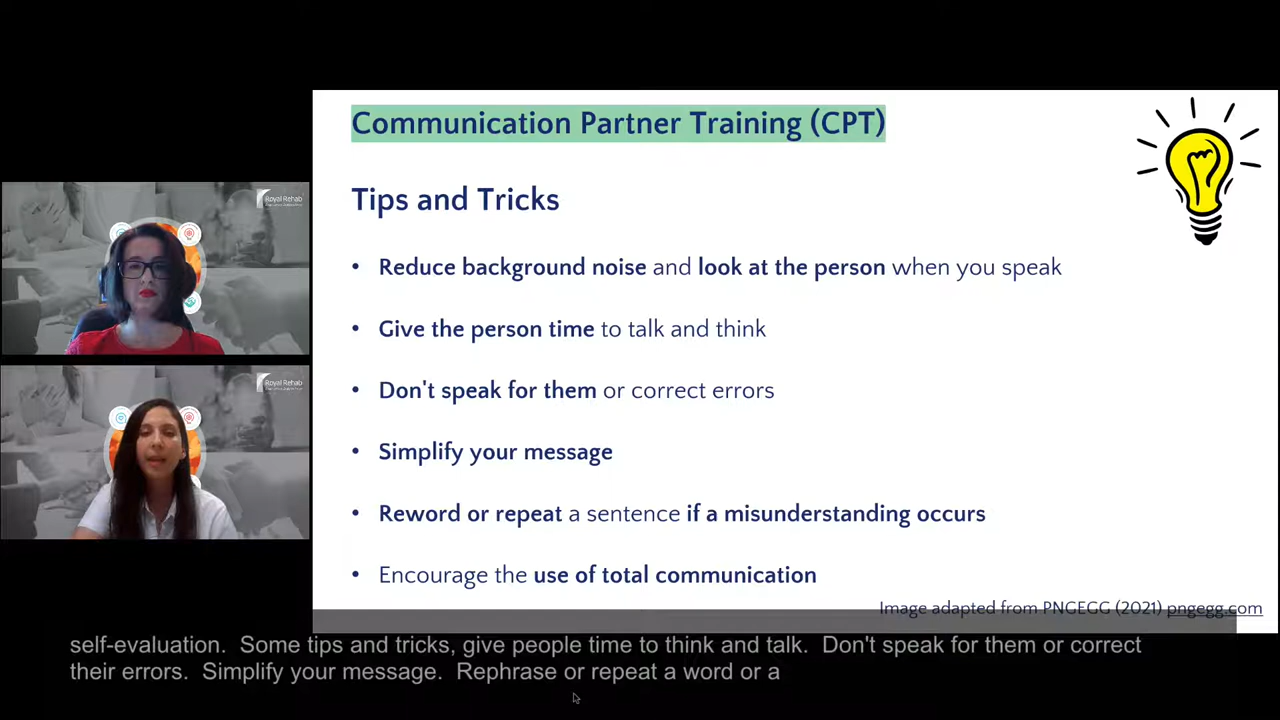 Communication Partner Training (CPT)
Tips and Tricks
• Reduce background noise and look at the person when you speak
• Give the person time to talk and think
• Don't speak for them or correct errors
• Simplify your message
• Reword or repeat a sentence if a misunderstanding occurs
• Encourage the use of total communication
Image adapted from PNGEGG (2021) pngegg.com
Royal Rehab
Royal Rehab
self-evaluation. Some tips and tricks, give people time to think and talk. Don't speak for them or correct
their errors. Simplify your message. Rephrase or repeat a word or a